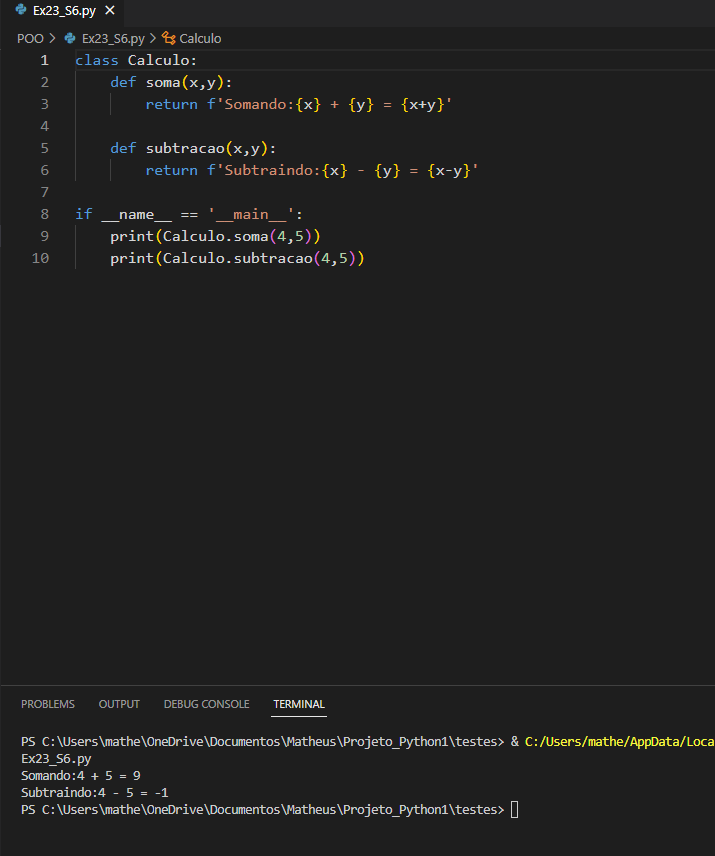 Ex23_S6.py
POO > Ex23_S6.py > Calculo
1 class Calculo:
2     def soma(x,y):
3         return f'Somando:{x} + {y} = {x+y}'
4
5     def subtracao(x,y):
6         return f'Subtraindo:{x} - {y} = {x-y}'
7
8 if __name__ == '__main__':
9     print(Calculo.soma(4,5))
10     print(Calculo.subtracao(4,5))
PROBLEMS OUTPUT DEBUG CONSOLE TERMINAL
PS C:\Users\mathe\OneDrive\Documentos\Matheus\Projeto_Python1\testes> & C:/Users/mathe/AppData/Loca
Ex23_S6.py
Somando:4 + 5 = 9
Subtraindo:4 - 5 = -1
PS C:\Users\mathe\OneDrive\Documentos\Matheus\Projeto_Python1\testes>